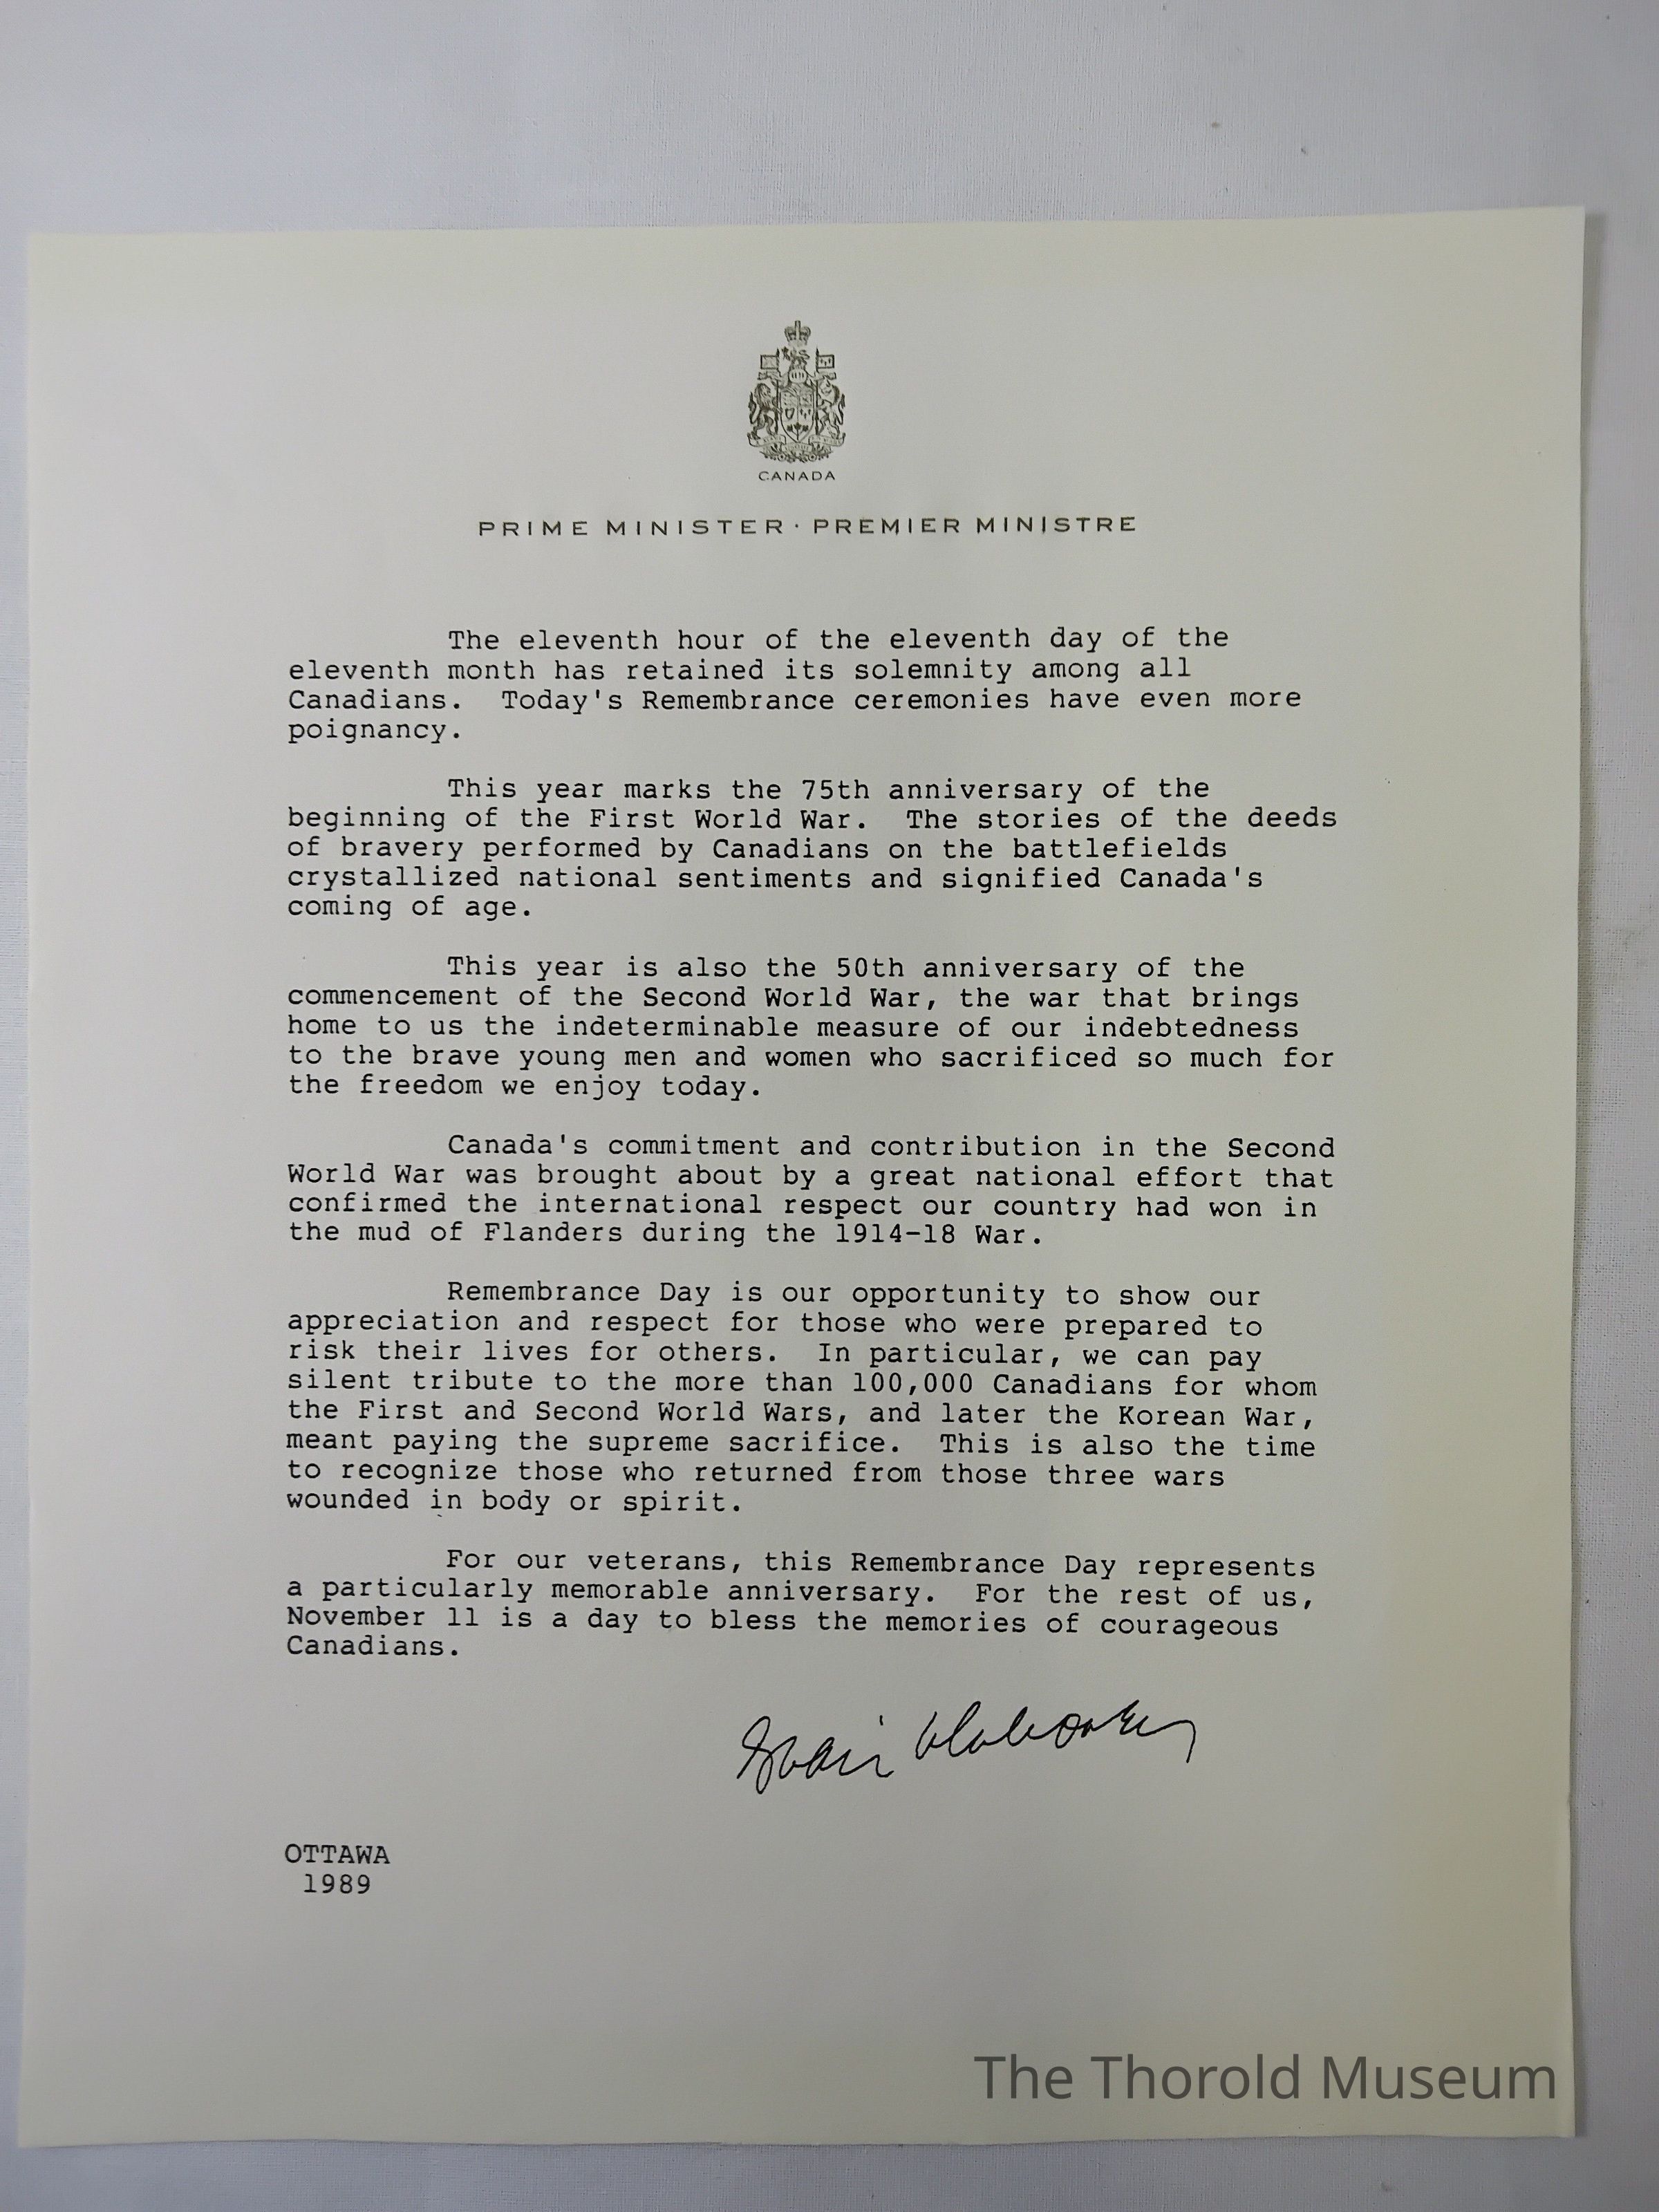 CANADA
PRIME MINISTER · PREMIER MINISTRE
The eleventh hour of the eleventh day of the
eleventh month has retained its solemnity among all
Canadians. Today's Remembrance ceremonies have even more
poignancy.
This year marks the 75th anniversary of the
beginning of the First World War. The stories of the deeds
of bravery performed by Canadians on the battlefields
crystallized national sentiments and signified Canada's
coming of age.
This year is also the 50th anniversary of the
commencement of the Second World War, the war that brings
home to us the indeterminable measure of our indebtedness
to the brave young men and women who sacrificed so much for
the freedom we enjoy today.
Canada's commitment and contribution in the Second
World War was brought about by a great national effort that
confirmed the international respect our country had won in
the mud of Flanders during the 1914-18 War.
Remembrance Day is our opportunity to show our
appreciation and respect for those who were prepared to
risk their lives for others. In particular, we can pay
silent tribute to the more than 100,000 Canadians for whom
the First and Second World Wars, and later the Korean War,
meant paying the supreme sacrifice. This is also the time
to recognize those who returned from those three wars
wounded in body or spirit.
For our veterans, this Remembrance Day represents
a particularly memorable anniversary. For the rest of us,
November 11 is a day to bless the memories of courageous
Canadians.
OTTAWA
1989
The Thorold Museum